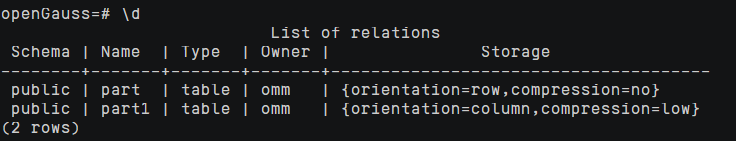 openGauss=# \d
                                List of relations
 Schema | Name  | Type  | Owner |                 Storage
--------+-------+-------+-------+--------------------------------------
 public | part  | table | omm   | {orientation=row,compression=no}
 public | part1 | table | omm   | {orientation=column,compression=low}
(2 rows)